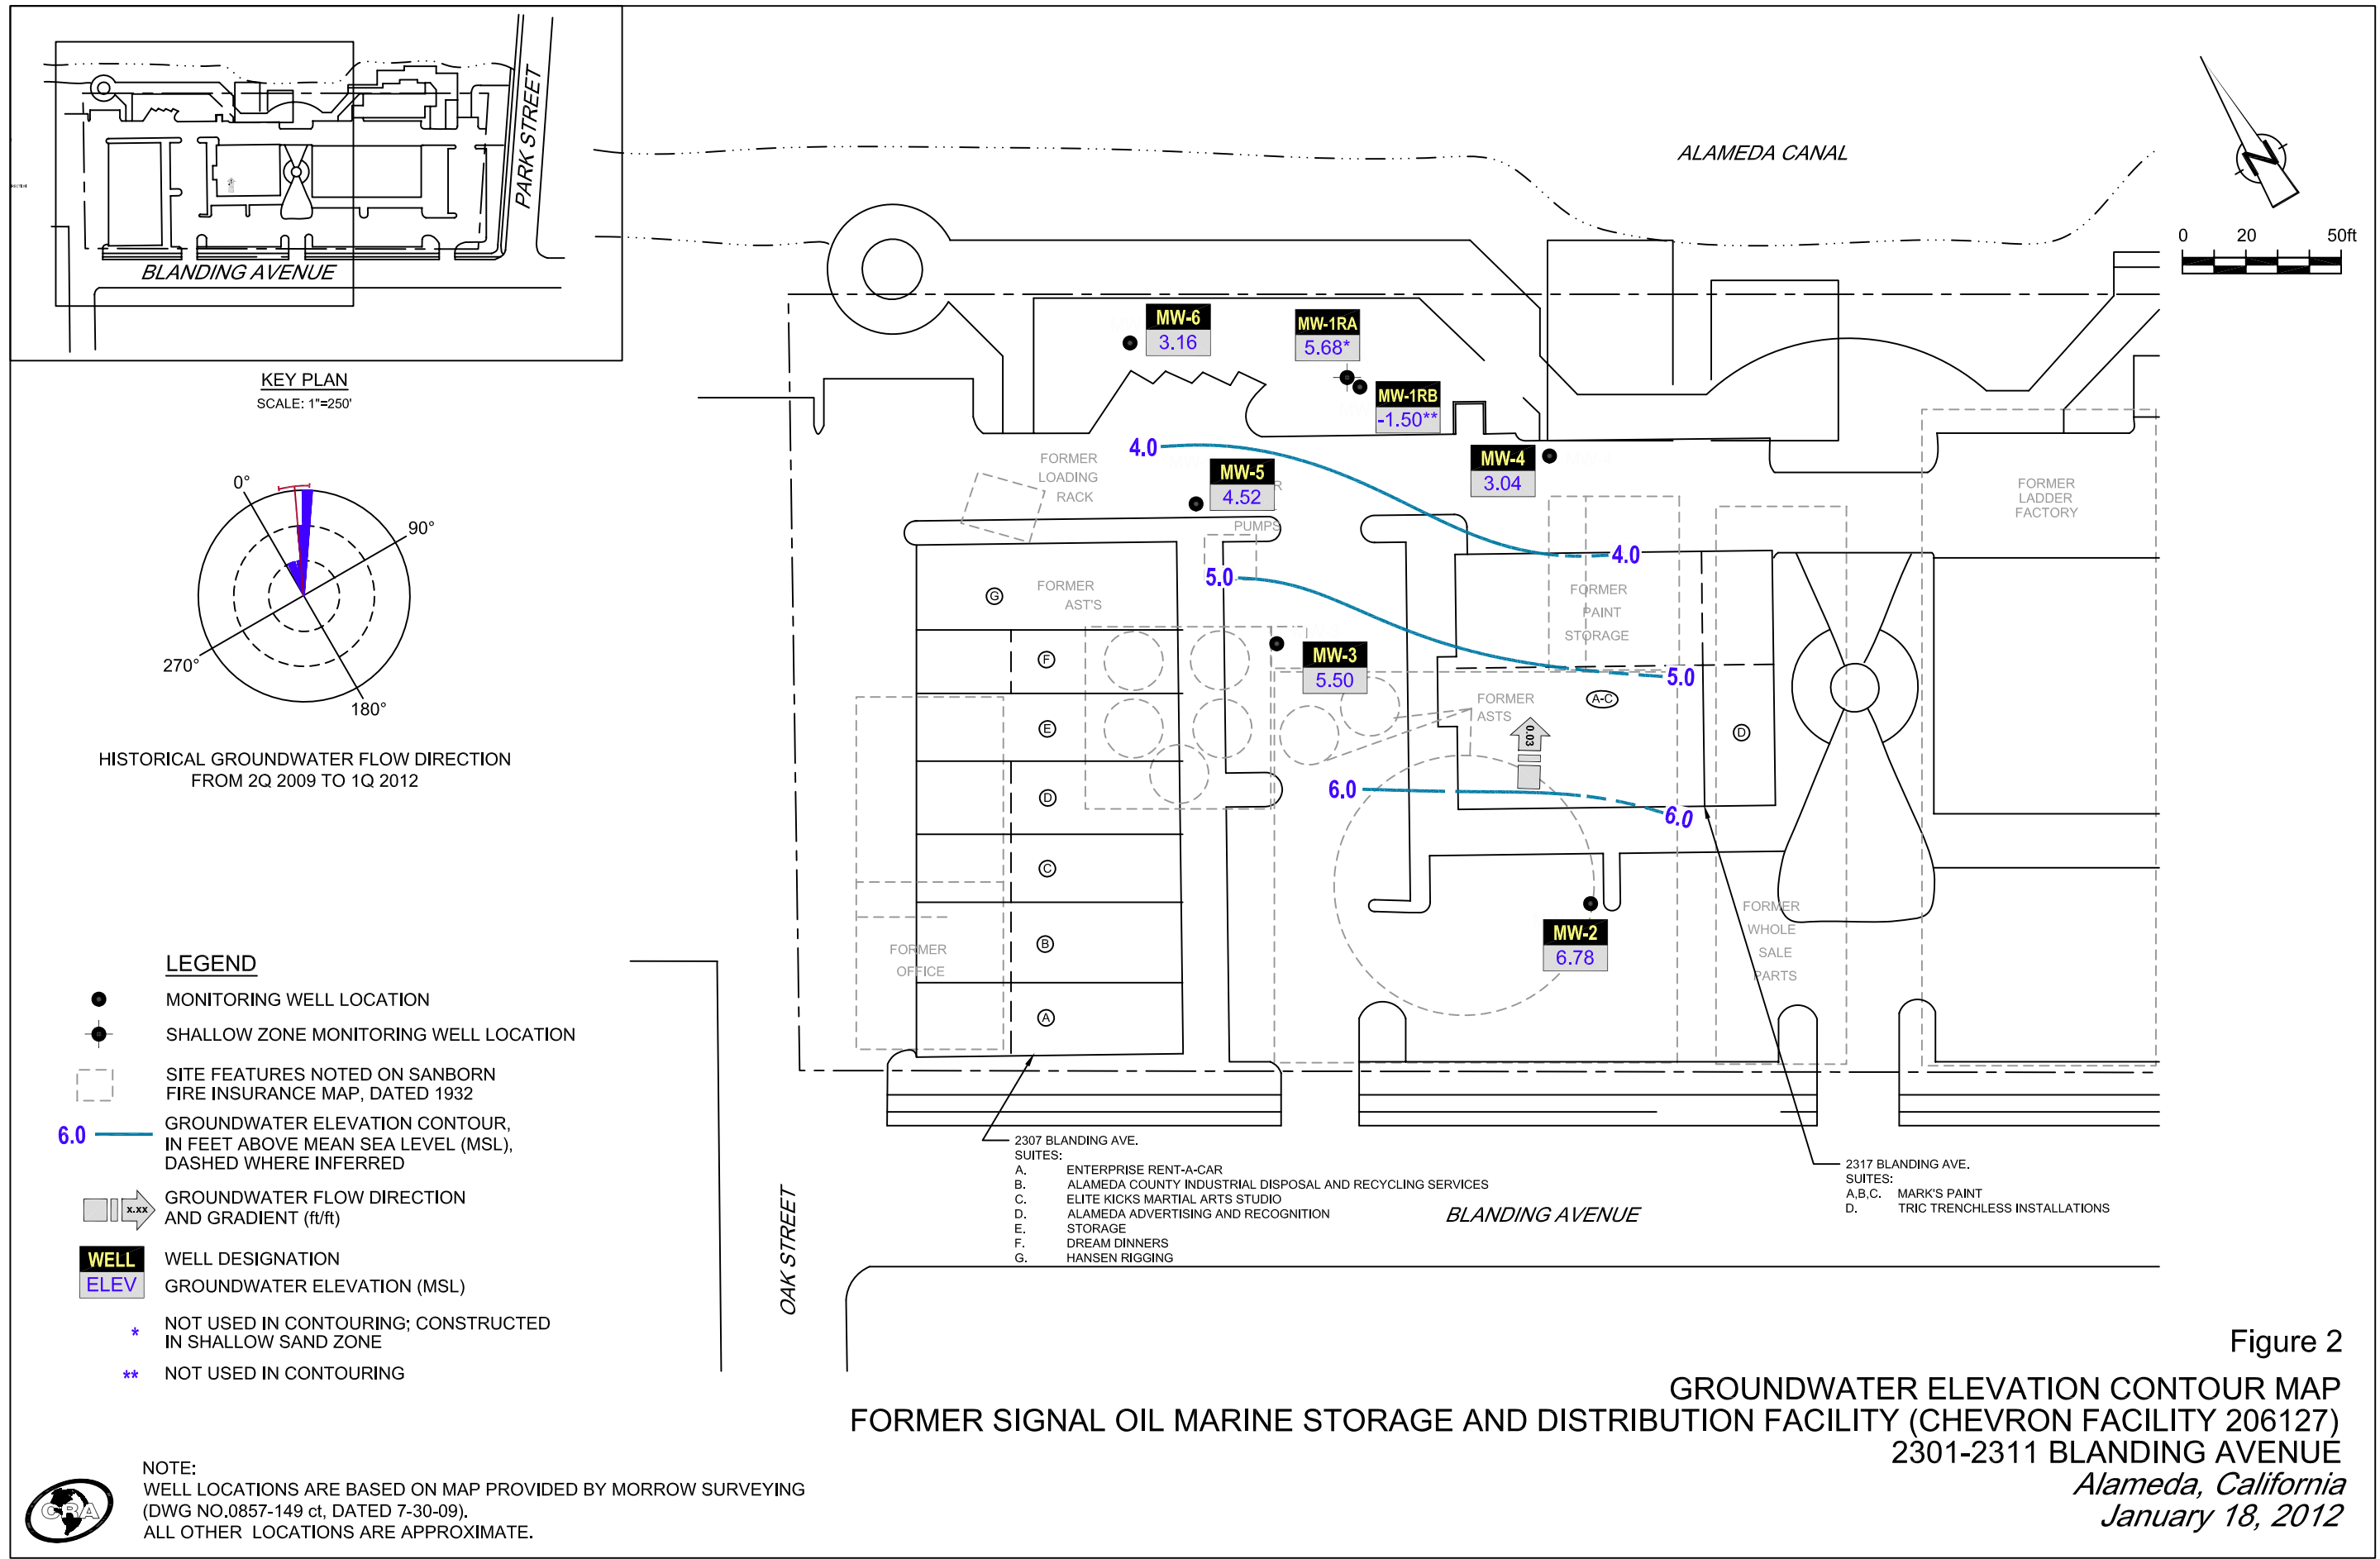 PARK STREET
BLANDING AVENUE
KEY PLAN
SCALE: 1"=250'
0°
90°
270°
180°
HISTORICAL GROUNDWATER FLOW DIRECTION
FROM 2Q 2009 TO 1Q 2012
LEGEND
MONITORING WELL LOCATION
SHALLOW ZONE MONITORING WELL LOCATION
SITE FEATURES NOTED ON SANBORN
FIRE INSURANCE MAP, DATED 1932
6.0
GROUNDWATER ELEVATION CONTOUR,
IN FEET ABOVE MEAN SEA LEVEL (MSL),
DASHED WHERE INFERRED
x.xx
GROUNDWATER FLOW DIRECTION
AND GRADIENT (ft/ft)
WELL
WELL DESIGNATION
ELEV
GROUNDWATER ELEVATION (MSL)
*
NOT USED IN CONTOURING; CONSTRUCTED
IN SHALLOW SAND ZONE
**
NOT USED IN CONTOURING
CRA
NOTE:
WELL LOCATIONS ARE BASED ON MAP PROVIDED BY MORROW SURVEYING
(DWG NO.0857-149 ct, DATED 7-30-09).
ALL OTHER LOCATIONS ARE APPROXIMATE.
ALAMEDA CANAL
N
0 20 50ft
MW-6
3.16
MW-1RA
5.68*
MW-1RB
-1.50**
4.0
MW-5
4.52
MW-4
3.04
FORMER
LOADING
RACK
R
PUMPS
FORMER
LADDER
FACTORY
4.0
5.0
FORMER
AST'S
FORMER
PAINT
STORAGE
MW-3
5.50
5.0
FORMER
ASTS
0.03
A-C
D
6.0
6.0
G
F
E
D
C
B
A
FORMER
OFFICE
MW-2
6.78
FORMER
WHOLE
SALE
PARTS
2307 BLANDING AVE.
SUITES:
A. ENTERPRISE RENT-A-CAR
B. ALAMEDA COUNTY INDUSTRIAL DISPOSAL AND RECYCLING SERVICES
C. ELITE KICKS MARTIAL ARTS STUDIO
D. ALAMEDA ADVERTISING AND RECOGNITION
E. STORAGE
F. DREAM DINNERS
G. HANSEN RIGGING
2317 BLANDING AVE.
SUITES:
A,B,C. MARK'S PAINT
D. TRIC TRENCHLESS INSTALLATIONS
BLANDING AVENUE
OAK STREET
Figure 2
GROUNDWATER ELEVATION CONTOUR MAP
FORMER SIGNAL OIL MARINE STORAGE AND DISTRIBUTION FACILITY (CHEVRON FACILITY 206127)
2301-2311 BLANDING AVENUE
Alameda, California
January 18, 2012